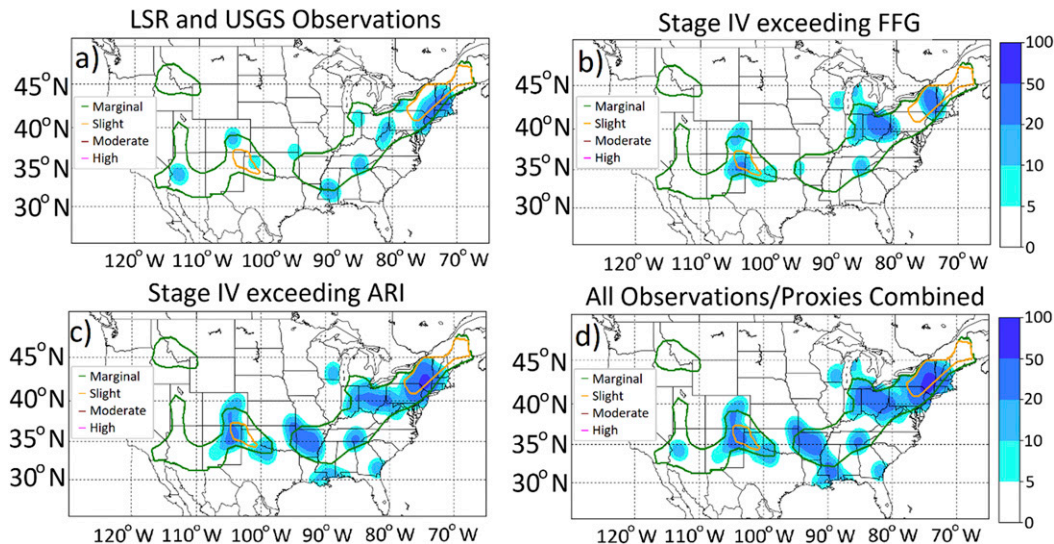 LSR and USGS Observations
a)
45°N
40°N
35°N
30°N
Marginal
Slight
Moderate
High
120°W 110°W 100°W 90°W 80°W 70°W
Stage IV exceeding FFG
b)
45°N
40°N
35°N
30°N
Marginal
Slight
Moderate
High
120°W 110°W 100°W 90°W 80°W 70°W
100
50
20
10
5
0
Stage IV exceeding ARI
c)
45°N
40°N
35°N
30°N
Marginal
Slight
Moderate
High
120°W 110°W 100°W 90°W 80°W 70°W
All Observations/Proxies Combined
d)
45°N
40°N
35°N
30°N
Marginal
Slight
Moderate
High
120°W 110°W 100°W 90°W 80°W 70°W
100
50
20
10
5
0